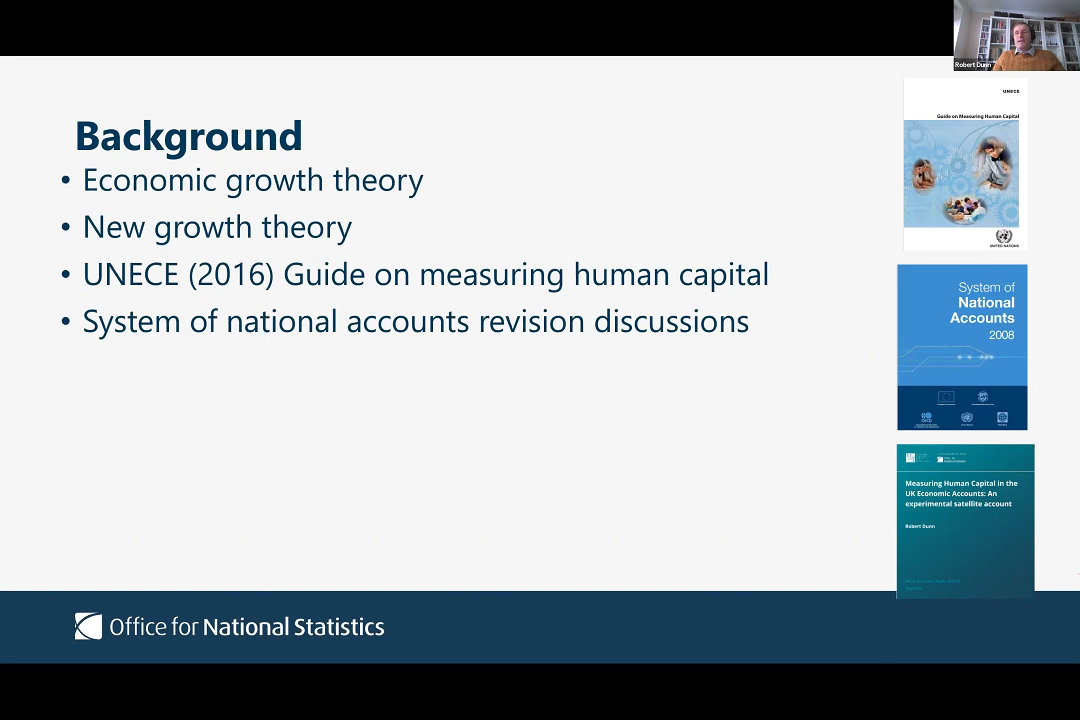 Robert Dunn
UNECE
Guide on Measuring Human Capital
UNITED NATIONS
Background
• Economic growth theory
• New growth theory
• UNECE (2016) Guide on measuring human capital
• System of national accounts revision discussions
System of
National
Accounts
2008
Measuring Human Capital in the
UK Economic Accounts: An
experimental satellite account
Robert Dunn
Office for National Statistics